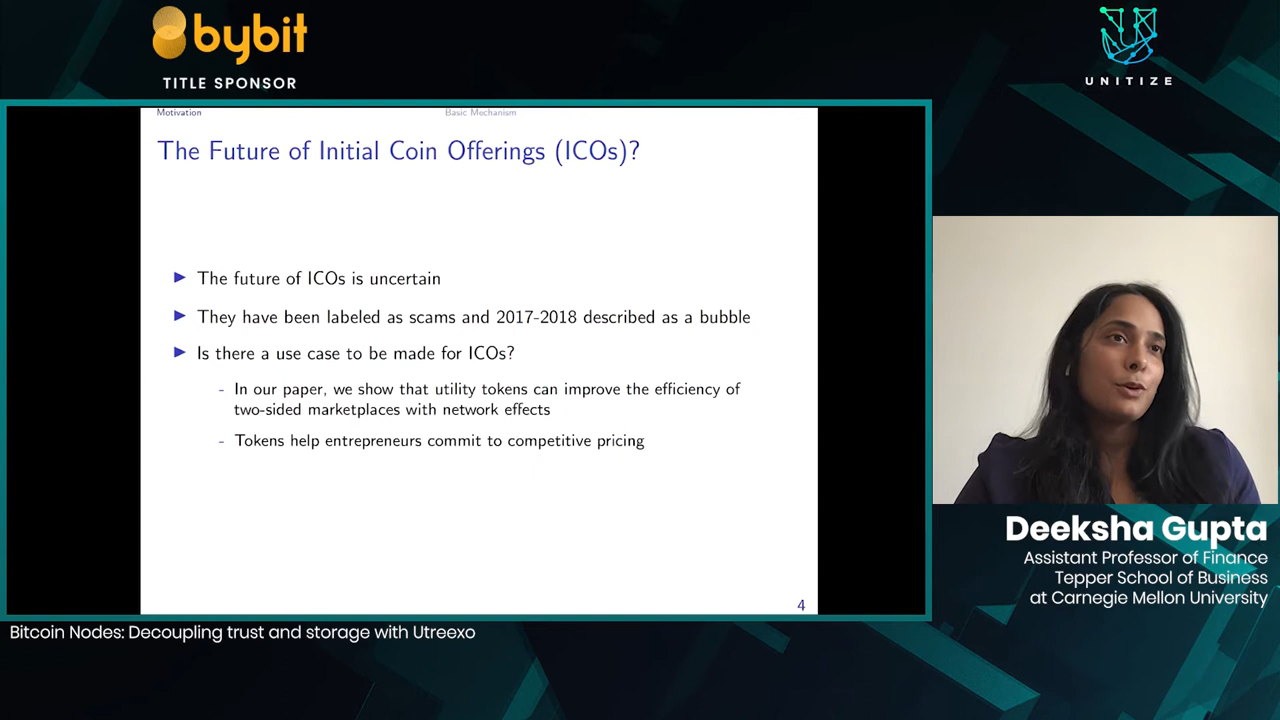 bybit
TITLE SPONSOR
UNITIZE
Motivation
Basic Mechanism
The Future of Initial Coin Offerings (ICOs)?
▶ The future of ICOs is uncertain
▶ They have been labeled as scams and 2017-2018 described as a bubble
▶ Is there a use case to be made for ICOs?
- In our paper, we show that utility tokens can improve the efficiency of
two-sided marketplaces with network effects
- Tokens help entrepreneurs commit to competitive pricing
4
Deeksha Gupta
Assistant Professor of Finance
Tepper School of Business
at Carnegie Mellon University
Bitcoin Nodes: Decoupling trust and storage with Utreexo